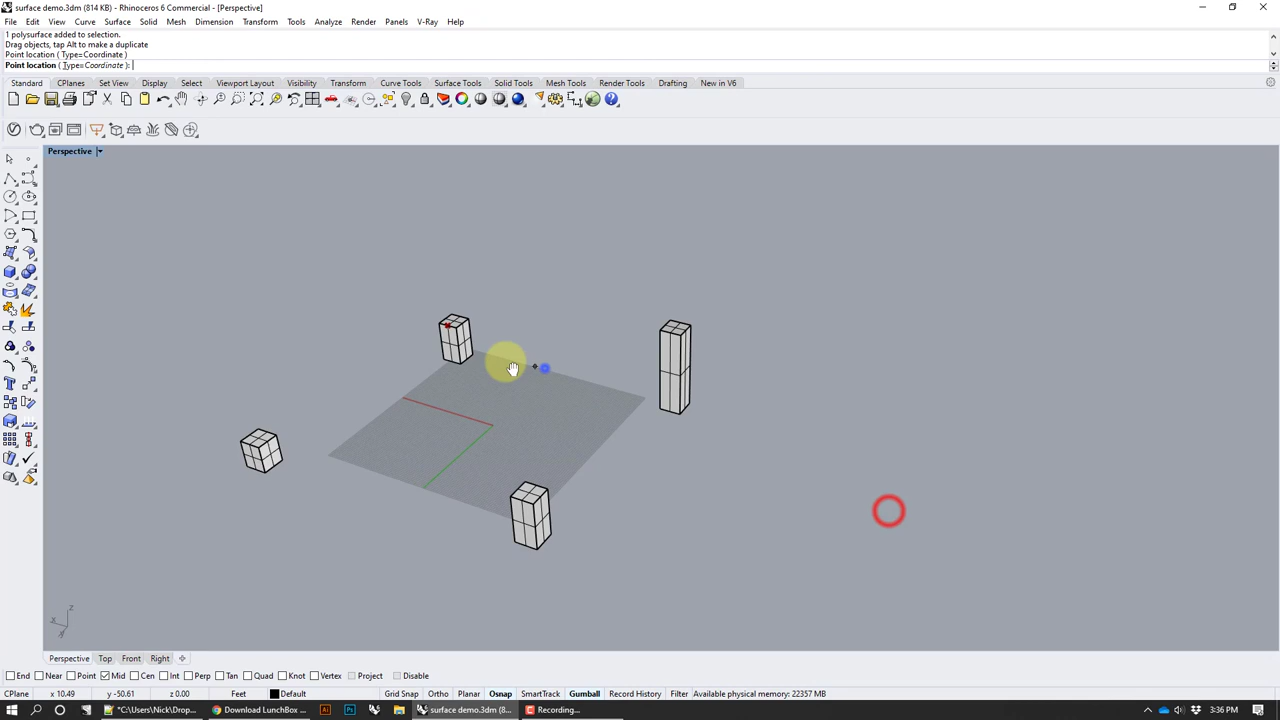 surface demo.3dm (814 KB) - Rhinoceros 6 Commercial - [Perspective]
File Edit View Curve Surface Solid Mesh Dimension Transform Tools Analyze Render Panels V-Ray Help
1 polysurface added to selection.
Drag objects, tap Alt to make a duplicate
Point location ( Type=Coordinate )
Point location ( Type=Coordinate ):
Standard CPlanes Set View Display Select Viewport Layout Visibility Transform Curve Tools Surface Tools Solid Tools Mesh Tools Render Tools Drafting New in V6
Perspective
z
x
y
Perspective Top Front Right
End Near Point Mid Cen Int Perp Tan Quad Knot Vertex Project Disable
CPlane x 10.49 y -50.61 z 0.00 Feet Default Grid Snap Ortho Planar Osnap SmartTrack Gumball Record History Filter Available physical memory: 22357 MB
*C:\Users\Nick\Drop... Download LunchBox ... surface demo.3dm (8... Recording... 3:36 PM